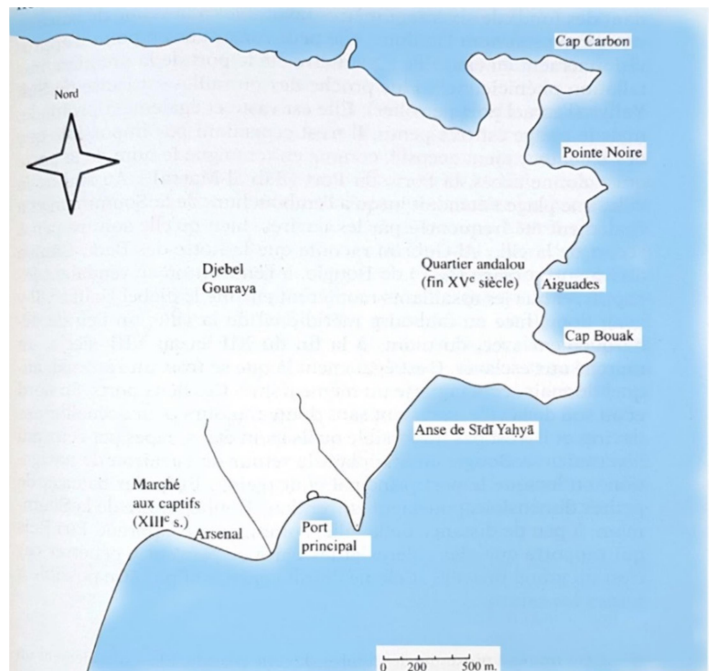 Cap Carbon
Nord
Pointe Noire
Djebel
Gouraya
Quartier andalou
(fin XVe siècle)
Aiguades
Cap Bouak
Anse de Sīdī Yaḥyā
Marché
aux captifs
(XIIIe s.)
Arsenal
Port
principal
0 200 500 m.